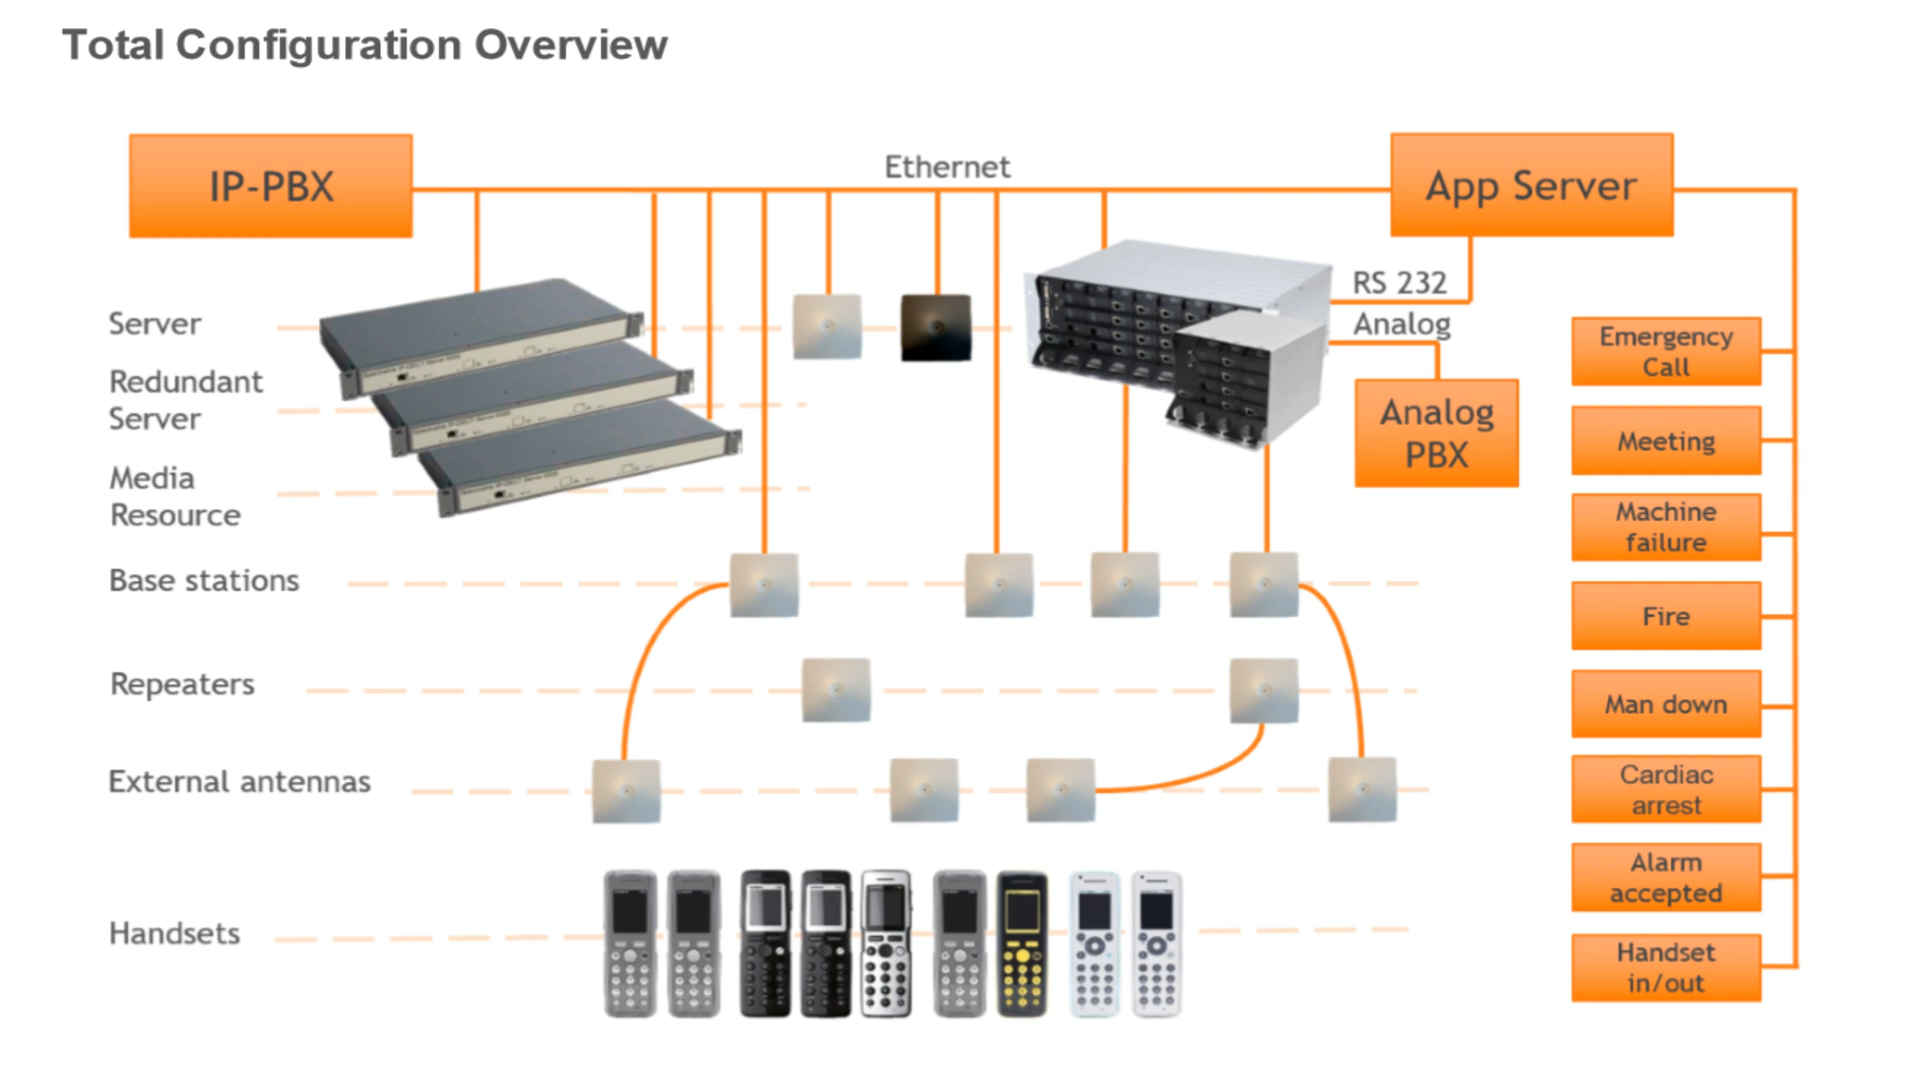 Total Configuration Overview
IP-PBX
Ethernet
App Server
RS 232
Analog
Server
Redundant
Server
Media
Resource
Analog
PBX
Base stations
Repeaters
External antennas
Handsets
Emergency
Call
Meeting
Machine
failure
Fire
Man down
Cardiac
arrest
Alarm
accepted
Handset
in/out